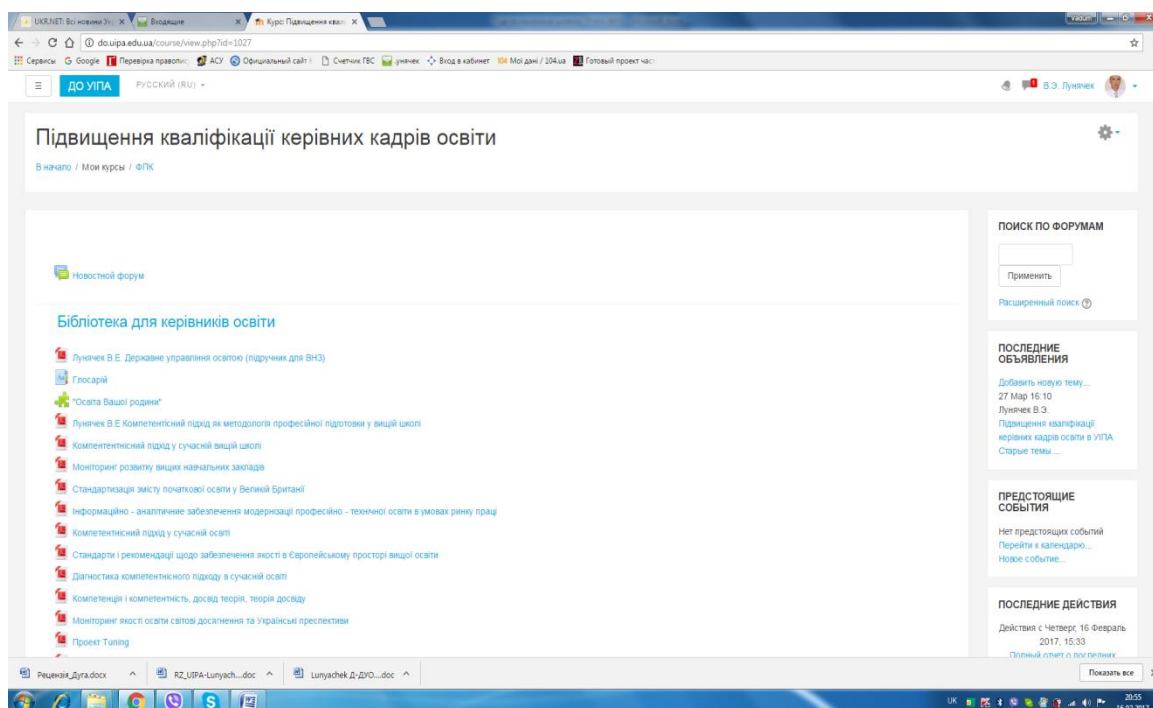 UKR.NET: Всі новини Ук
Входящие
Курс: Підвищення квалі
Vadum
do.uipa.edu.ua/course/view.php?id=1027
Сервисы
Google
Перевірка правопис
АСУ
Официальный сайт
Счетчик ГВС
унячек
Вход в кабинет
Мої дані / 104.ua
Готовый проект час
ДО УІПА
РУССКИЙ (RU)
В.Э. Лунячек
Підвищення кваліфікації керівних кадрів освіти
В начало / Мои курсы / ФПК
Новостной форум
Бібліотека для керівників освіти
Лунячек В.Е. Державне управління освітою (підручник для ВНЗ)
Глосарій
"Освіта Вашої родини"
Лунячек В.Е Компетентісний підхід як методологія професійної підготовки у вищій школі
Компентентнісний підхід у сучасній вищій школі
Моніторинг розвитку вищих навчальних закладів
Стандартизація змісту початкової освіти у Великій Британії
Інформаційно - аналітичние забезпечення модернізації професійно - технічної освіти в умовах ринку праці
Компетентнісний підхід у сучасній освіті
Стандарти і рекомендації щодо забезпечення якості в Європейському просторі вищої освіти
Діагностика компетентнісного підходу в сучасній освіті
Компетенція і компетентність, досвід теорія, теорія досвіду
Моніторинг якості освіти світові досягнення та Українські преспективи
Проект Tuning
ПОИСК ПО ФОРУМАМ
Применить
Расширенный поиск
ПОСЛЕДНИЕ
ОБЪЯВЛЕНИЯ
Добавить новую тему...
27 Мар 16:10
Лунячек В.Э.
Підвищення кваліфікації
керівних кадрів освіти в УІПА
Старые темы ...
ПРЕДСТОЯЩИЕ
СОБЫТИЯ
Нет предстоящих событий
Перейти к календарю...
Новое событие...
ПОСЛЕДНИЕ ДЕЙСТВИЯ
Действия с Четверг, 16 Февраль
2017, 15:33
Полный отчет о последних
Рецензія_Дуга.docx
RZ_UIPA-Lunyach....doc
Lunyachek Д-ДУО....doc
Показать все
UK
20:55